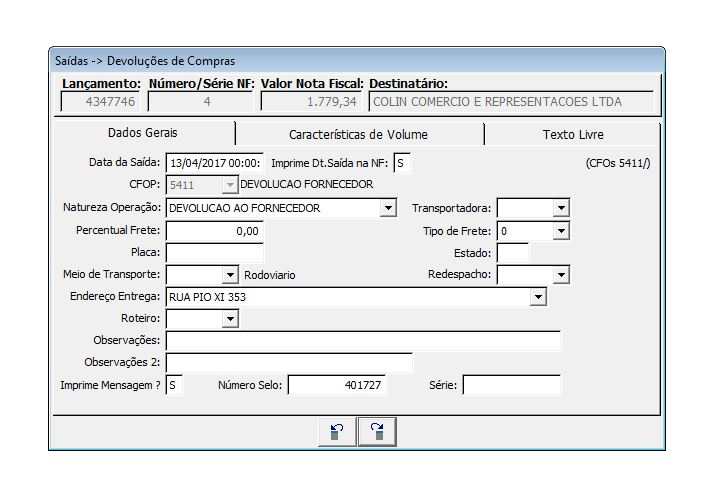 Saídas -> Devoluções de Compras
Lançamento: Número/Série NF: Valor Nota Fiscal: Destinatário:
4347746 4 1.779,34 COLIN COMERCIO E REPRESENTACOES LTDA
Dados Gerais Características de Volume Texto Livre
Data da Saída: 13/04/2017 00:00: Imprime Dt.Saída na NF: S (CFOs 5411/)
CFOP: 5411 DEVOLUCAO FORNECEDOR
Natureza Operação: DEVOLUCAO AO FORNECEDOR Transportadora:
Percentual Frete: 0,00 Tipo de Frete: 0
Placa: Estado:
Meio de Transporte: Rodoviario Redespacho:
Endereço Entrega: RUA PIO XI 353
Roteiro:
Observações:
Observações 2:
Imprime Mensagem ? S Número Selo: 401727 Série: